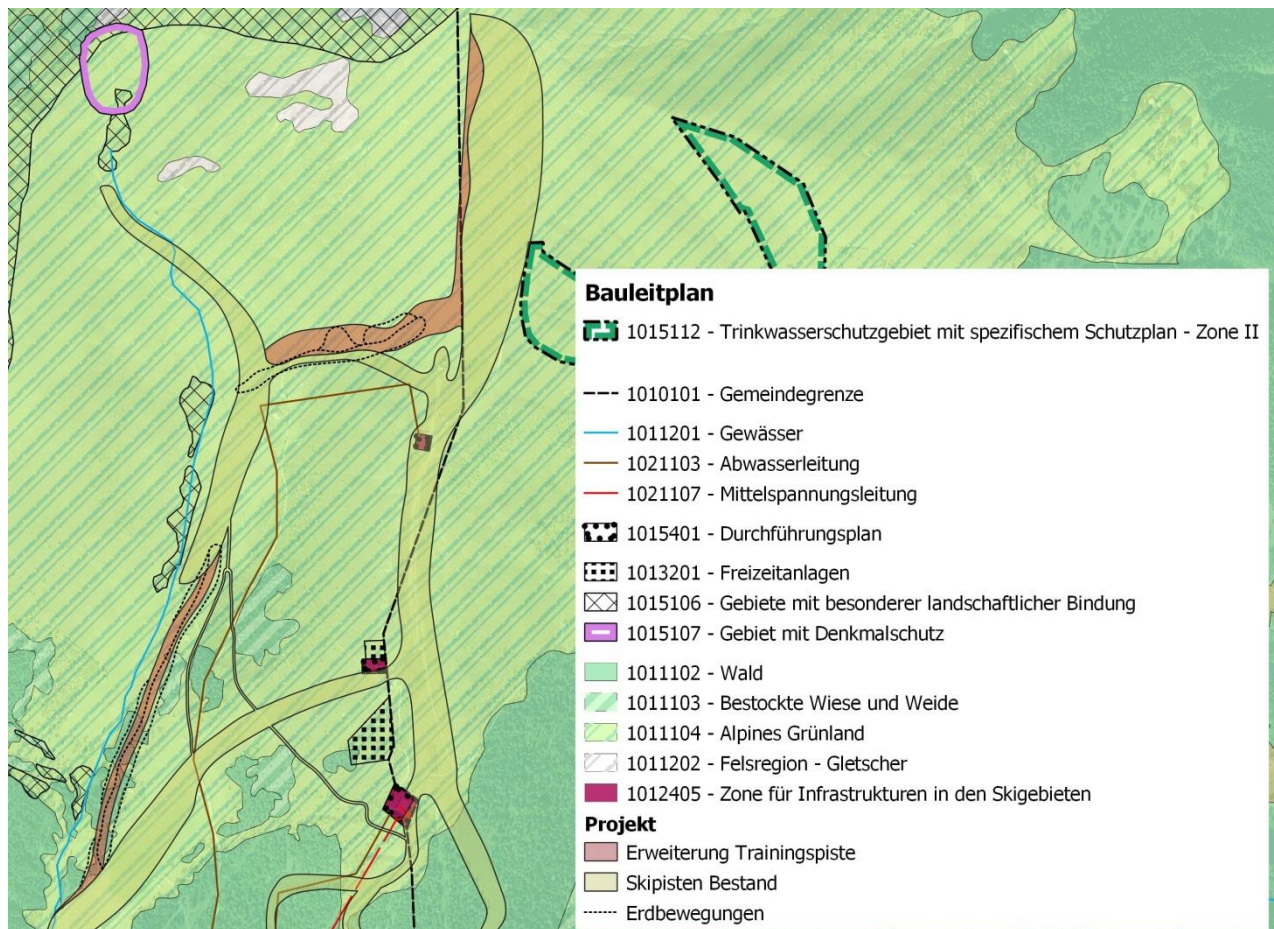 Bauleitplan
1015112 - Trinkwasserschutzgebiet mit spezifischem Schutzplan - Zone II
1010101 - Gemeindegrenze
1011201 - Gewässer
1021103 - Abwasserleitung
1021107 - Mittelspannungsleitung
1015401 - Durchführungsplan
1013201 - Freizeitanlagen
1015106 - Gebiete mit besonderer landschaftlicher Bindung
1015107 - Gebiet mit Denkmalschutz
1011102 - Wald
1011103 - Bestockte Wiese und Weide
1011104 - Alpines Grünland
1011202 - Felsregion - Gletscher
1012405 - Zone für Infrastrukturen in den Skigebieten
Projekt
Erweiterung Trainingspiste
Skipisten Bestand
Erdbewegungen